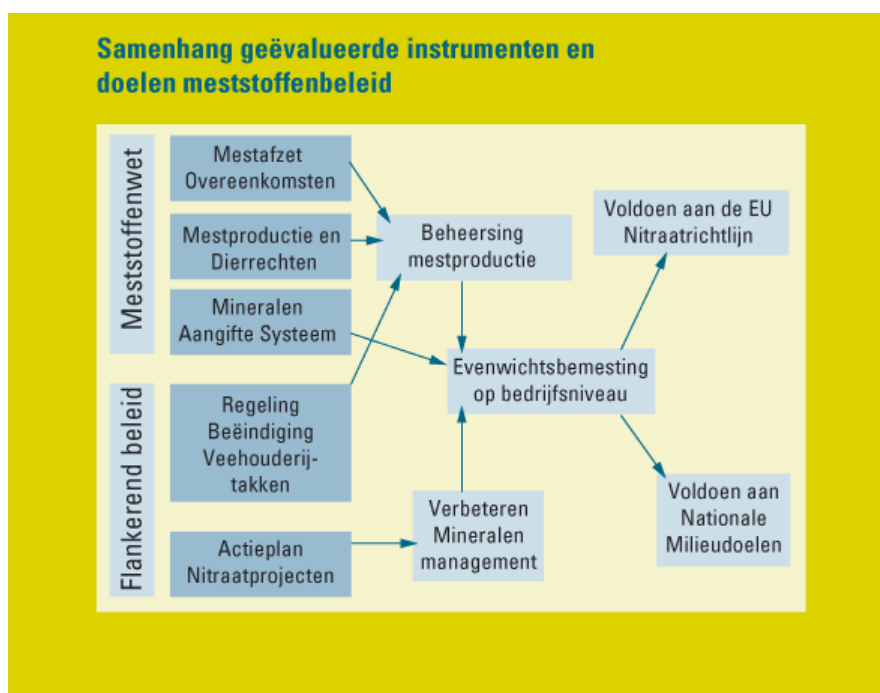 Samenhang geëvalueerde instrumenten en
doelen meststoffenbeleid
Meststoffenwet
Mestafzet
Overeenkomsten
Mestproductie en
Dierrechten
Mineralen
Aangifte Systeem
Flankerend beleid
Regeling
Beëindiging
Veehouderij-
takken
Actieplan
Nitraatprojecten
Beheersing
mestproductie
Evenwichtsbemesting
op bedrijfsniveau
Verbeteren
Mineralen
management
Voldoen aan de EU
Nitraatrichtlijn
Voldoen aan
Nationale
Milieudoelen